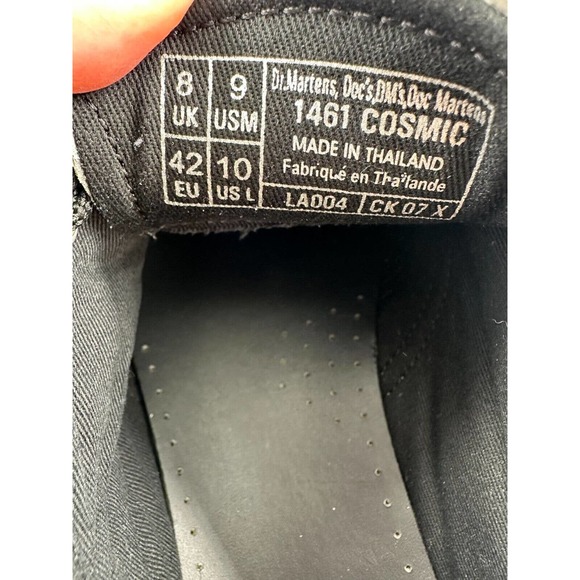 8 UK
9 USM
42 EU
10 US L
Dr.Martens, Doc's,DM's,Doc Martens
1461 COSMIC
MADE IN THAILAND
Fabriqué en Thaïlande
LA004 CK 07 X